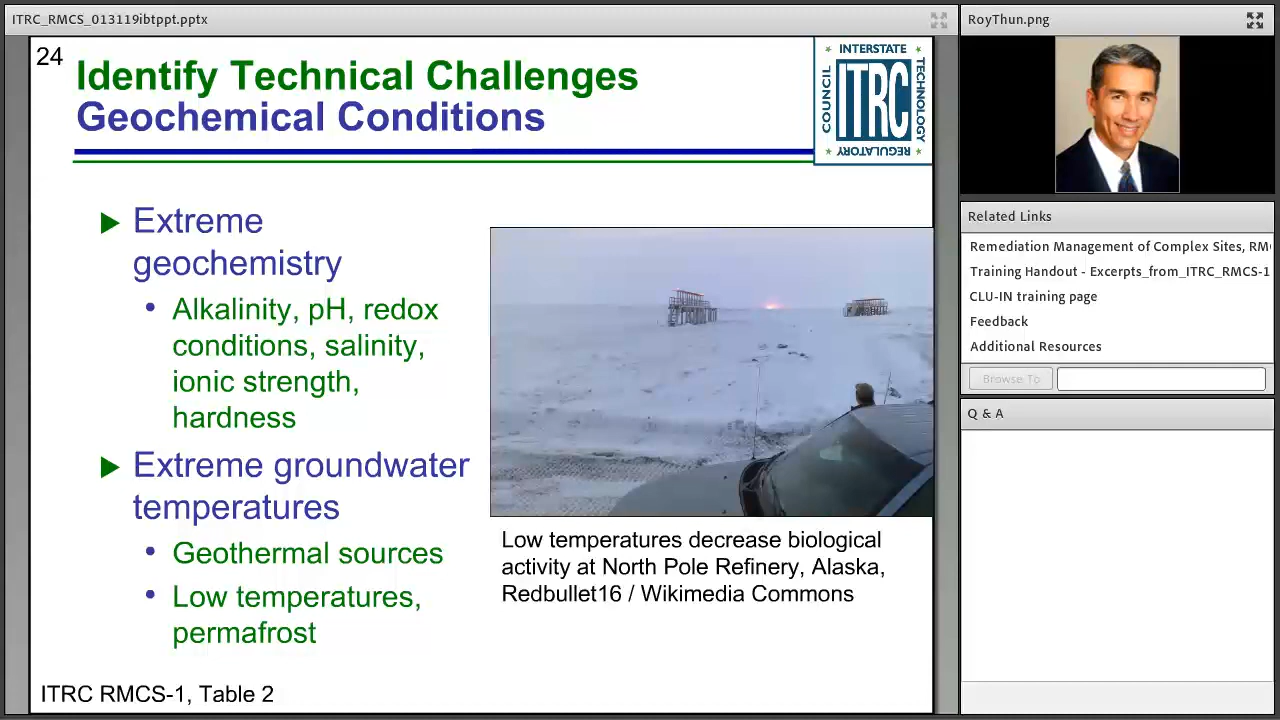 ITRC_RMCS_013119ibtppt.pptx
24
Identify Technical Challenges
Geochemical Conditions
INTERSTATE
TECHNOLOGY
REGULATORY
COUNCIL
ITRC
Extreme
geochemistry
• Alkalinity, pH, redox
conditions, salinity,
ionic strength,
hardness
Extreme groundwater
temperatures
• Geothermal sources
• Low temperatures,
permafrost
Low temperatures decrease biological
activity at North Pole Refinery, Alaska,
Redbullet16 / Wikimedia Commons
ITRC RMCS-1, Table 2
RoyThun.png
Related Links
Remediation Management of Complex Sites, RM
Training Handout - Excerpts_from_ITRC_RMCS-1
CLU-IN training page
Feedback
Additional Resources
Browse To
Q & A